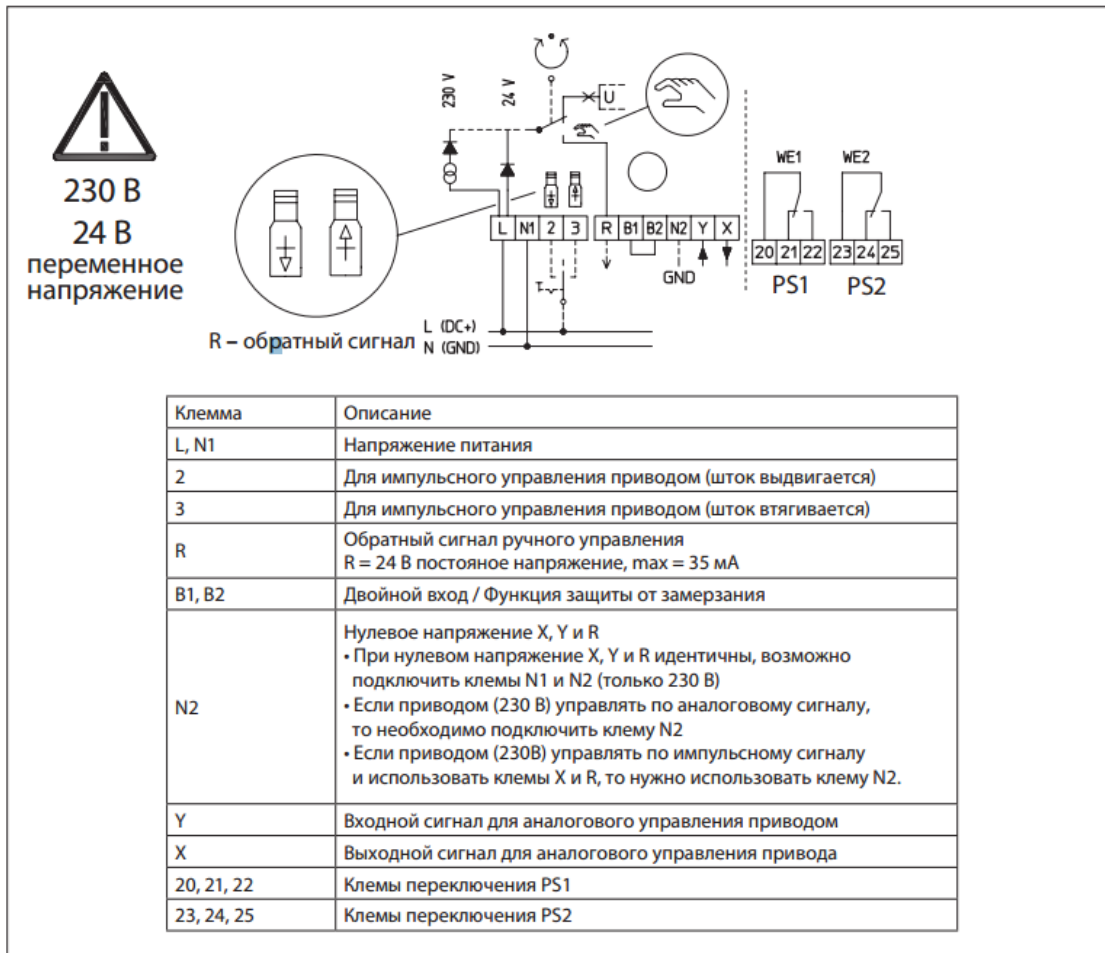 230 В
24 В
переменное
напряжение
230 V
24 V
U
L N1 2 3 R B1 B2 N2 Y X
GND
L (DC+)
N (GND)
R – обратный сигнал
WE1 WE2
20 21 22 23 24 25
PS1 PS2
Клемма Описание
L, N1 Напряжение питания
2 Для импульсного управления приводом (шток выдвигается)
3 Для импульсного управления приводом (шток втягивается)
R Обратный сигнал ручного управления
R = 24 В постояное напряжение, max = 35 мА
B1, B2 Двойной вход / Функция защиты от замерзания
N2 Нулевое напряжение X, Y и R
• При нулевом напряжение X, Y и R идентичны, возможно
подключить клемы N1 и N2 (только 230 В)
• Если приводом (230 В) управлять по аналоговому сигналу,
то необходимо подключить клему N2
• Если приводом (230В) управлять по импульсному сигналу
и использовать клемы X и R, то нужно использовать клему N2.
Y Входной сигнал для аналогового управления приводом
X Выходной сигнал для аналогового управления привода
20, 21, 22 Клемы переключения PS1
23, 24, 25 Клемы переключения PS2